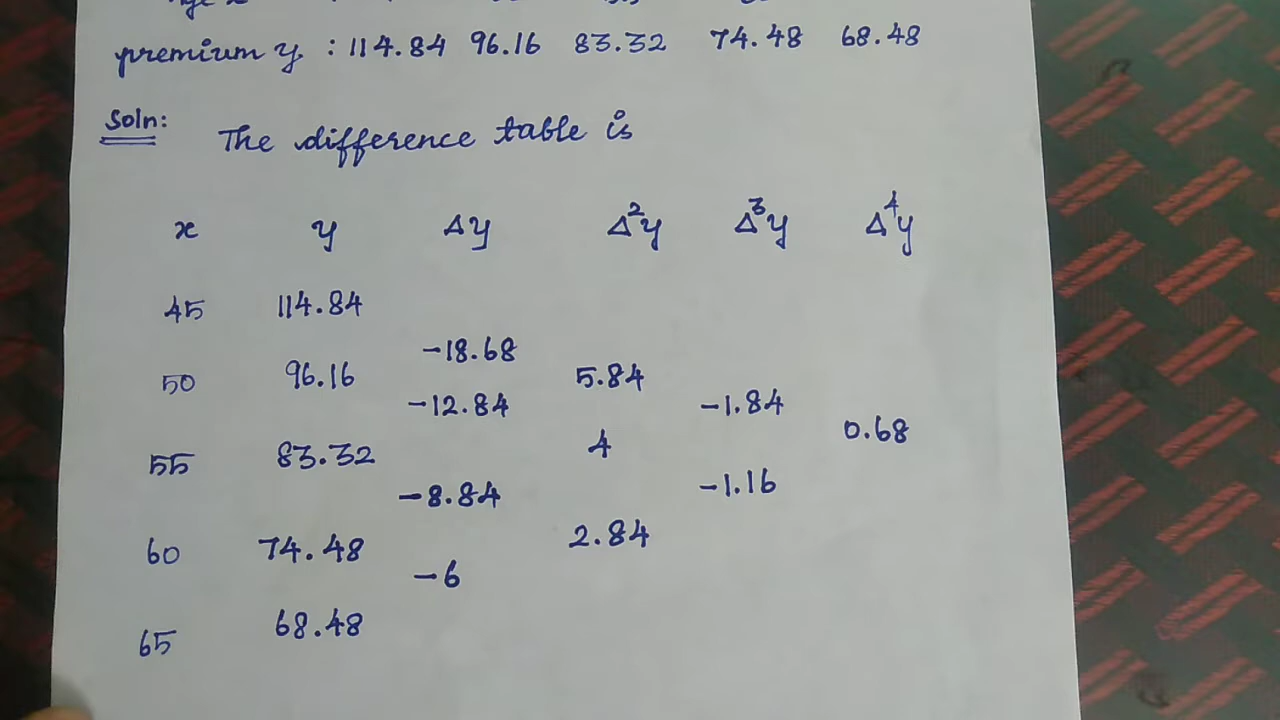 premium y : 114.84 96.16 83.32 74.48 68.48
Soln: The difference table is
x y Δy Δ²y Δ³y Δ⁴y
45 114.84
-18.68
50 96.16 5.84
-12.84 -1.84
55 83.32 4 0.68
-8.84 -1.16
60 74.48 2.84
-6
65 68.48